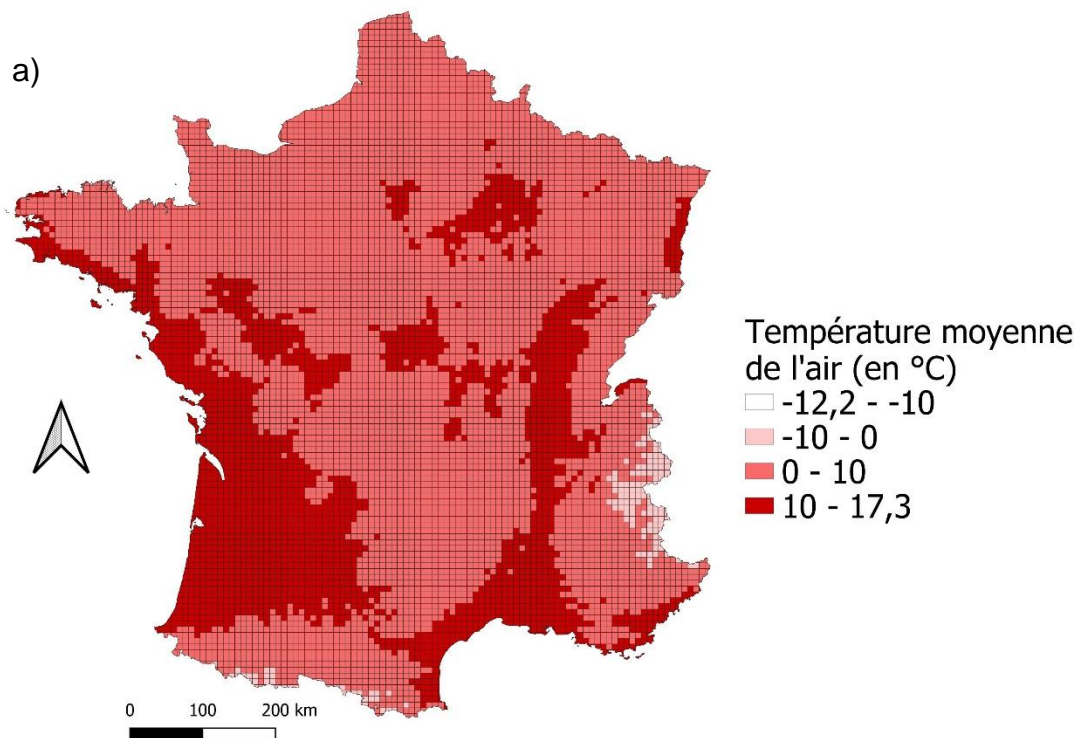 a)
Température moyenne
de l'air (en °C)
-12,2 - -10
-10 - 0
0 - 10
10 - 17,3
0 100 200 km